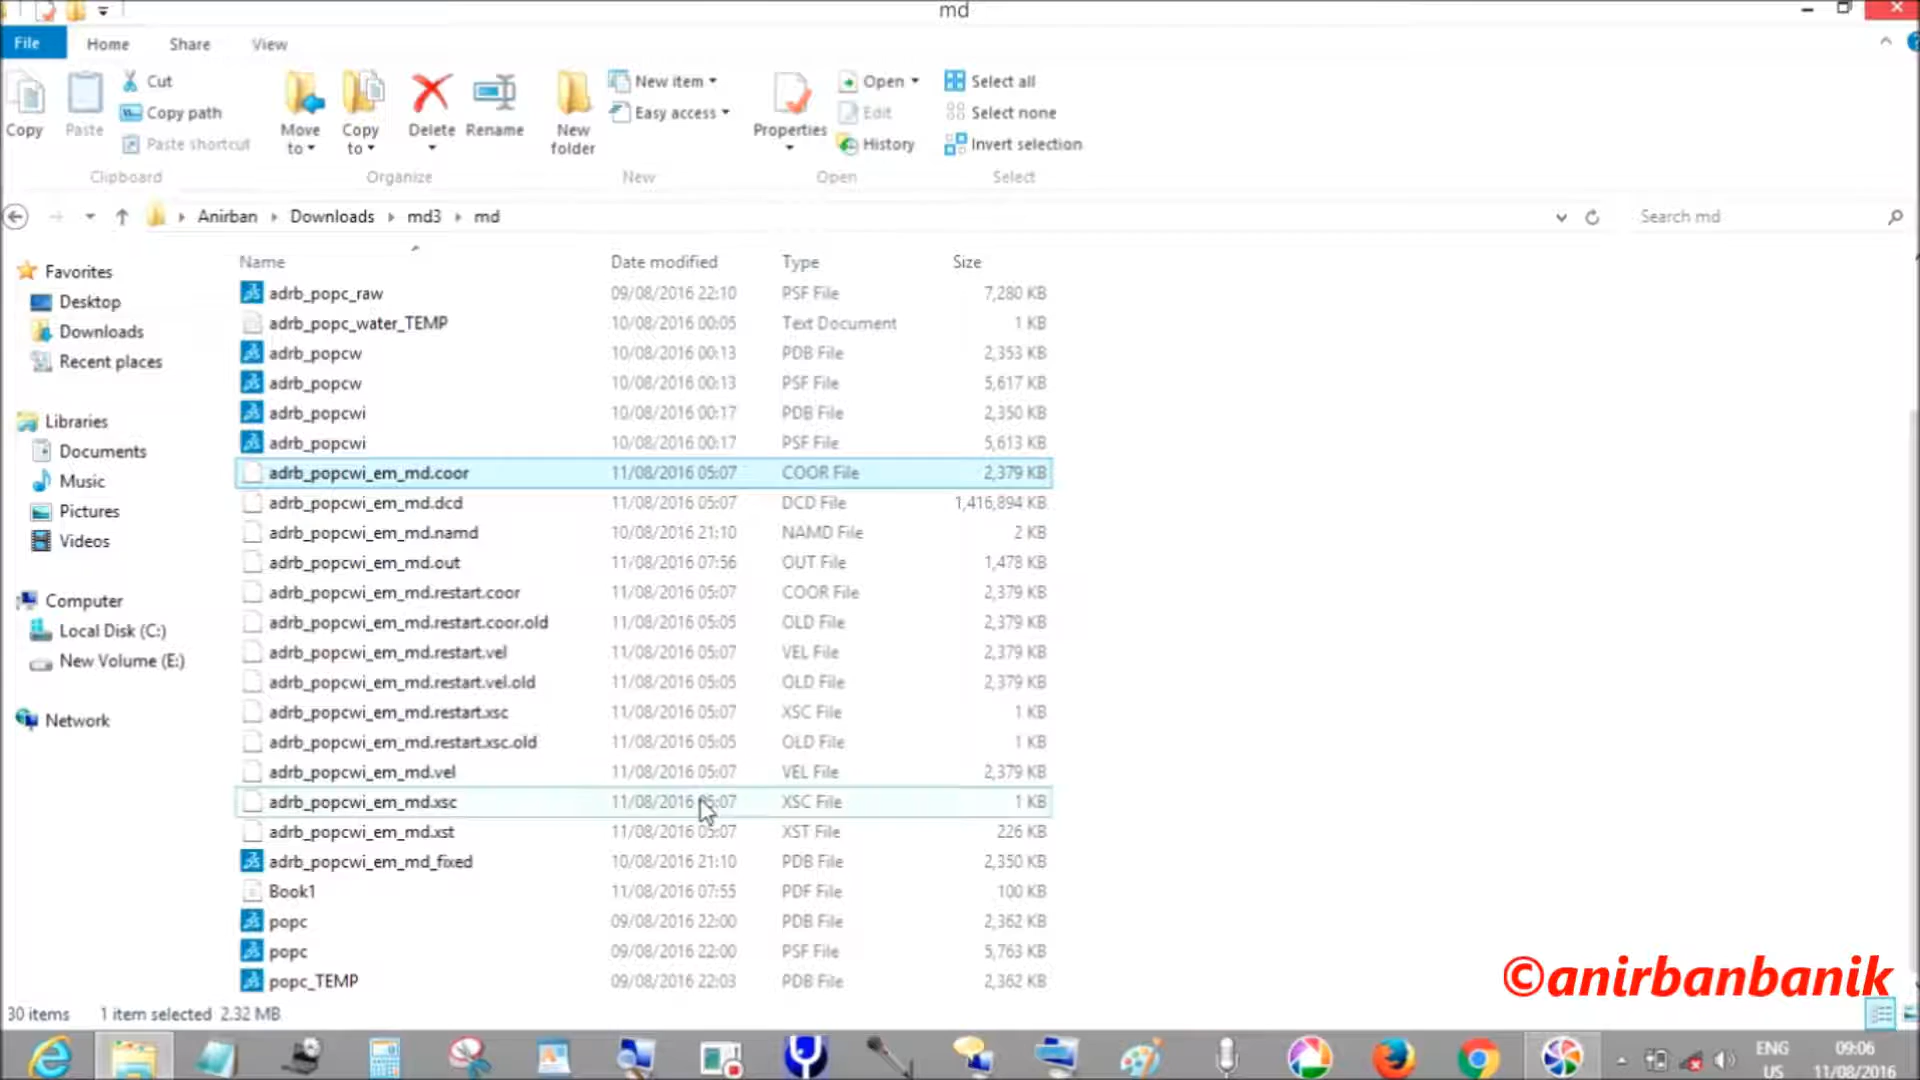 md
File Home Share View
Copy Paste Cut Copy path Paste shortcut Move to Copy to Delete Rename New folder New item Easy access Properties Open Edit History Select all Select none Invert selection
Clipboard Organize New Open Select
Anirban Downloads md3 md Search md
Favorites
Desktop
Downloads
Recent places
Libraries
Documents
Music
Pictures
Videos
Computer
Local Disk (C:)
New Volume (E:)
Network
Name Date modified Type Size
adrb_popc_raw 09/08/2016 22:10 PSF File 7,280 KB
adrb_popc_water_TEMP 10/08/2016 00:05 Text Document 1 KB
adrb_popcw 10/08/2016 00:13 PDB File 2,353 KB
adrb_popcw 10/08/2016 00:13 PSF File 5,617 KB
adrb_popcwi 10/08/2016 00:17 PDB File 2,350 KB
adrb_popcwi 10/08/2016 00:17 PSF File 5,613 KB
adrb_popcwi_em_md.coor 11/08/2016 05:07 COOR File 2,379 KB
adrb_popcwi_em_md.dcd 11/08/2016 05:07 DCD File 1,416,894 KB
adrb_popcwi_em_md.namd 10/08/2016 21:10 NAMD File 2 KB
adrb_popcwi_em_md.out 11/08/2016 07:56 OUT File 1,478 KB
adrb_popcwi_em_md.restart.coor 11/08/2016 05:07 COOR File 2,379 KB
adrb_popcwi_em_md.restart.coor.old 11/08/2016 05:05 OLD File 2,379 KB
adrb_popcwi_em_md.restart.vel 11/08/2016 05:07 VEL File 2,379 KB
adrb_popcwi_em_md.restart.vel.old 11/08/2016 05:05 OLD File 2,379 KB
adrb_popcwi_em_md.restart.xsc 11/08/2016 05:07 XSC File 1 KB
adrb_popcwi_em_md.restart.xsc.old 11/08/2016 05:05 OLD File 1 KB
adrb_popcwi_em_md.vel 11/08/2016 05:07 VEL File 2,379 KB
adrb_popcwi_em_md.xsc 11/08/2016 05:07 XSC File 1 KB
adrb_popcwi_em_md.xst 11/08/2016 05:07 XST File 226 KB
adrb_popcwi_em_md_fixed 10/08/2016 21:10 PDB File 2,350 KB
Book1 11/08/2016 07:55 PDF File 100 KB
popc 09/08/2016 22:00 PDB File 2,362 KB
popc 09/08/2016 22:00 PSF File 5,763 KB
popc_TEMP 09/08/2016 22:03 PDB File 2,362 KB
©anirbanbanik
30 items 1 item selected 2.32 MB
ENG 09:06
US 11/08/2016